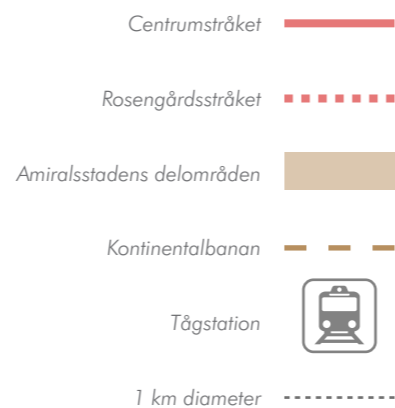 Centrumstråket
Rosengårdsstråket
Amiralsstadens delområden
Kontinentalbanan
Tågstation
1 km diameter